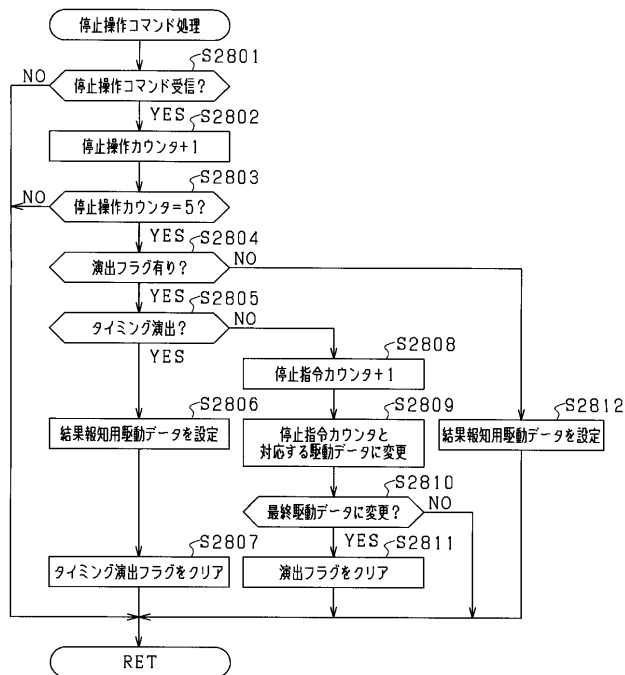 停止操作コマンド処理
S2801
停止操作コマンド受信?
NO
YES
S2802
停止操作カウンタ+1
S2803
停止操作カウンタ=5?
NO
YES
S2804
演出フラグ有り?
NO
YES
S2805
タイミング演出?
NO
YES
S2808
停止指令カウンタ+1
S2806
結果報知用駆動データを設定
S2809
停止指令カウンタと
対応する駆動データに変更
S2812
結果報知用駆動データを設定
S2810
最終駆動データに変更?
NO
YES
S2807
タイミング演出フラグをクリア
S2811
演出フラグをクリア
RET